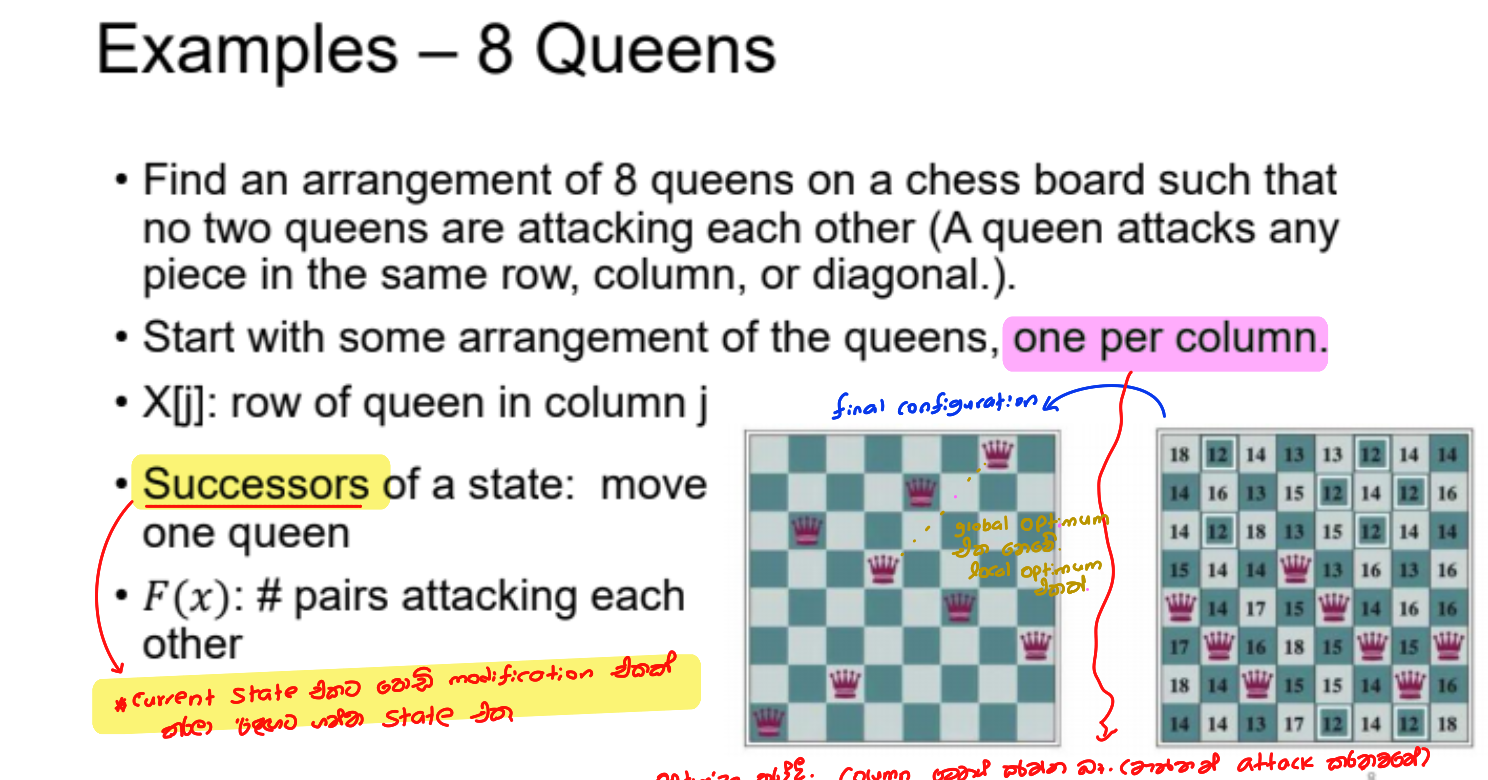 Examples – 8 Queens
• Find an arrangement of 8 queens on a chess board such that
no two queens are attacking each other (A queen attacks any
piece in the same row, column, or diagonal.).
• Start with some arrangement of the queens, one per column.
• X[j]: row of queen in column j
• Successors of a state: move
one queen
• F(x): # pairs attacking each
other
* Current State එකට පොඩි modification එකක්
කරලා ගන්න State එක
final configuration
global optimum
එක නෙවේ.
local optimum
එකක්.
18 12 14 13 13 12 14 14
14 16 13 15 12 14 12 16
14 12 18 13 15 12 14 14
15 14 14 13 16 13 16
14 17 15 14 16 16
17 16 18 15 15
18 14 15 15 14 16
14 14 13 17 12 14 12 18
column attack